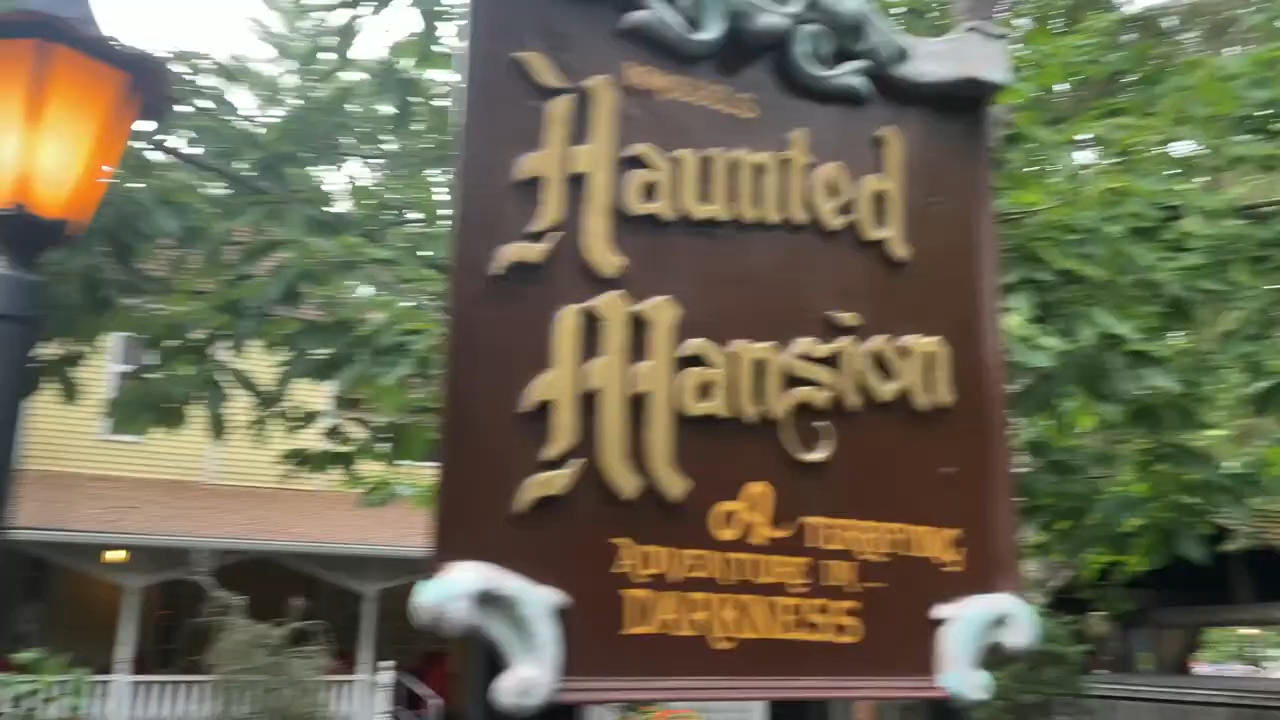 Haunted
Mansion
A TERRIFYING
ADVENTURE IN...
DARKNESS